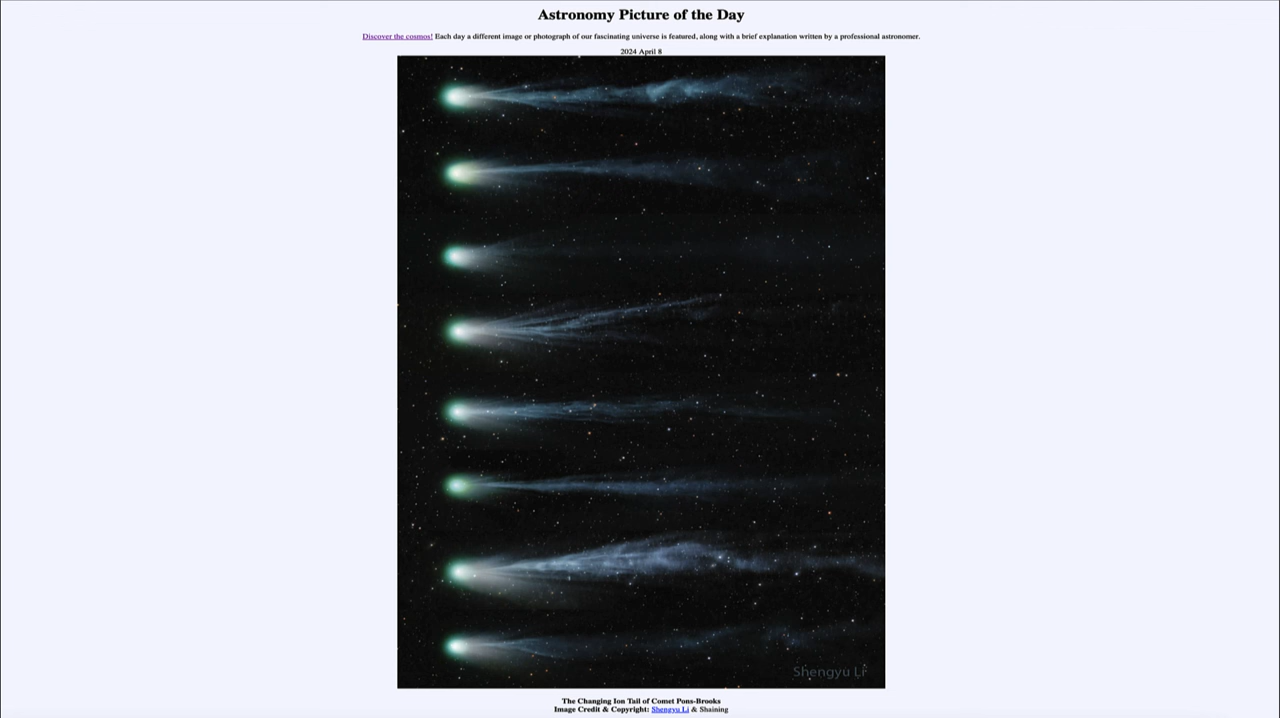 Astronomy Picture of the Day
Discover the cosmos! Each day a different image or photograph of our fascinating universe is featured, along with a brief explanation written by a professional astronomer.
2024 April 8
Shengyu Li
The Changing Ion Tail of Comet Pons-Brooks
Image Credit & Copyright: Shengyu Li & Shaining